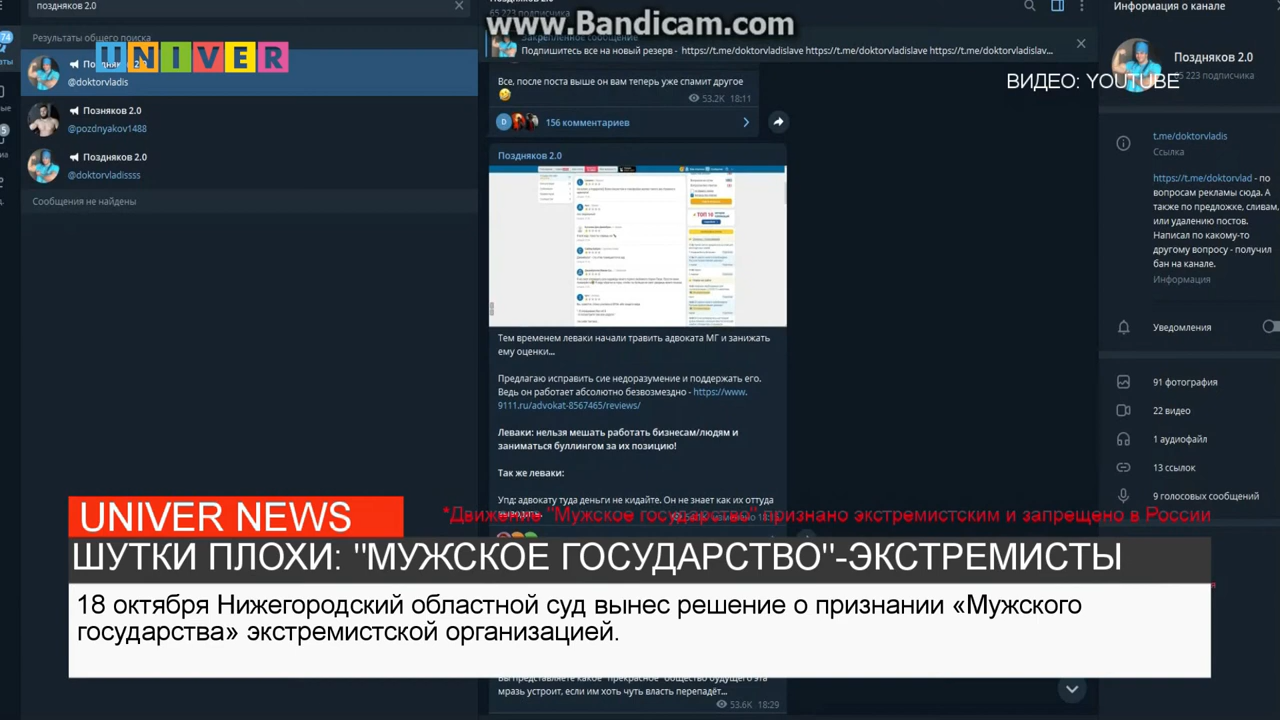 поздняков 2.0
Результаты общего поиска
@doktorvladis
Поздняков 2.0
@pozdnyakov1488
Поздняков 2.0
@doktorvladissss
UNIVER
www.Bandicam.com
65 223 подписчика
Закрепленное сообщение
Подпишитесь все на новый резерв - https://t.me/doktorvladislave https://t.me/doktorvladislave https://t.me/doktorvladislav...
Все, после поста выше он вам теперь уже спамит другое
53.2K 18:11
156 комментариев
Поздняков 2.0
Тем временем леваки начали травить адвоката МГ и занижать
ему оценки...
Предлагаю исправить сие недоразумение и поддержать его.
Ведь он работает абсолютно безвозмездно - https://www.
9111.ru/advokat-8567465/reviews/
Леваки: нельзя мешать работать бизнесам/людям и
заниматься буллингом за их позицию!
Так же леваки:
Упд: адвокату туда деньги не кидайте. Он не знает как их оттуда
выводить.
Информация о канале
Поздняков 2.0
65 223 подписчика
ВИДЕО: YOUTUBE
t.me/doktorvladis
Ссылка
http://t.me/doktorvlad - по
вопросам рекламы. А
также по предложке, сливам
и удалению постов.
Написал по какому-то
другому вопросу - получил
бан на канале.
Информация
Уведомления
91 фотография
22 видео
1 аудиофайл
13 ссылок
9 голосовых сообщений
UNIVER NEWS
*Движение "Мужское государство" признано экстремистским и запрещено в России
ШУТКИ ПЛОХИ: "МУЖСКОЕ ГОСУДАРСТВО"-ЭКСТРЕМИСТЫ
18 октября Нижегородский областной суд вынес решение о признании «Мужского
государства» экстремистской организацией.
Вы представляете какое "прекрасное" общество будущего эта
мразь устроит, если им хоть чуть власть перепадёт...
53.6K 18:29